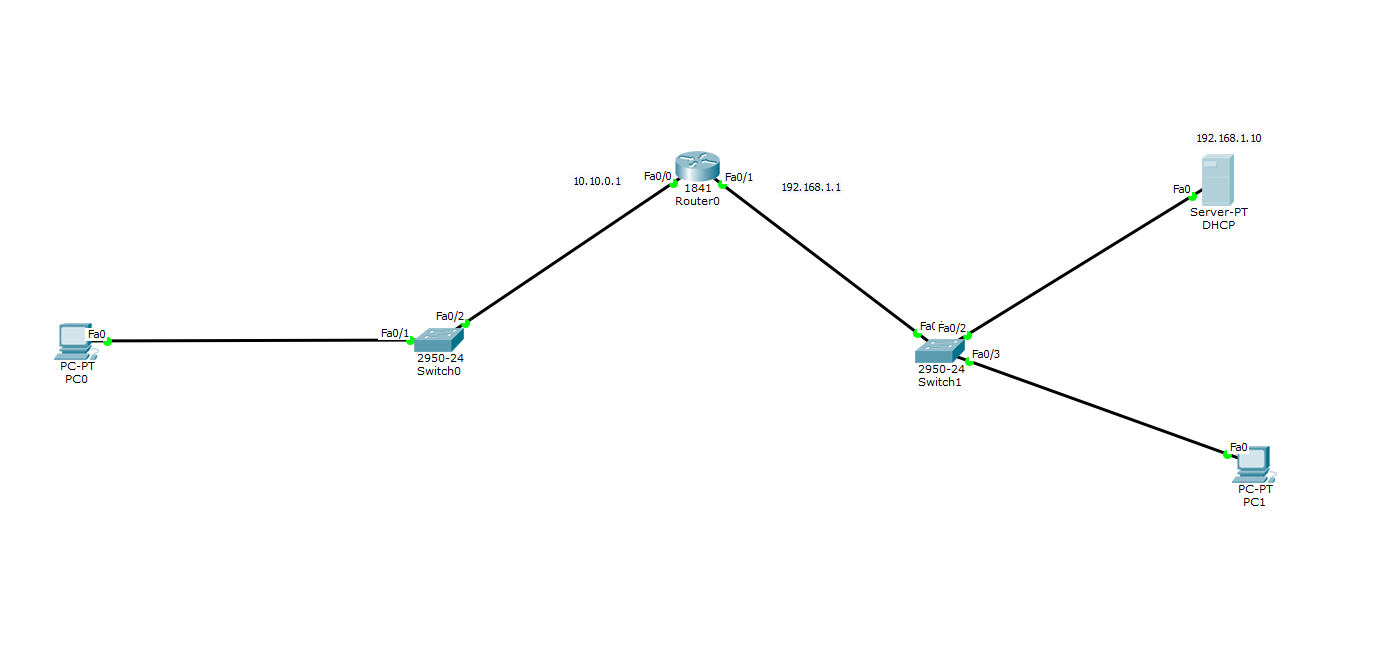 192.168.1.10
Fa0/0
Fa0/1
10.10.0.1
192.168.1.1
1841
Router0
Fa0
Server-PT
DHCP
Fa0/2
Fa0
Fa0/1
2950-24
Switch0
PC-PT
PC0
Fa0/2
Fa0/3
2950-24
Switch1
Fa0
PC-PT
PC1